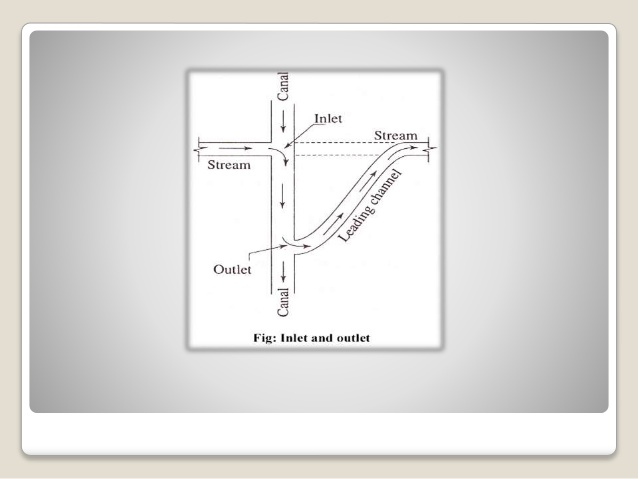 Canal
Inlet
Stream
Stream
Leading channel
Outlet
Canal
Fig: Inlet and outlet